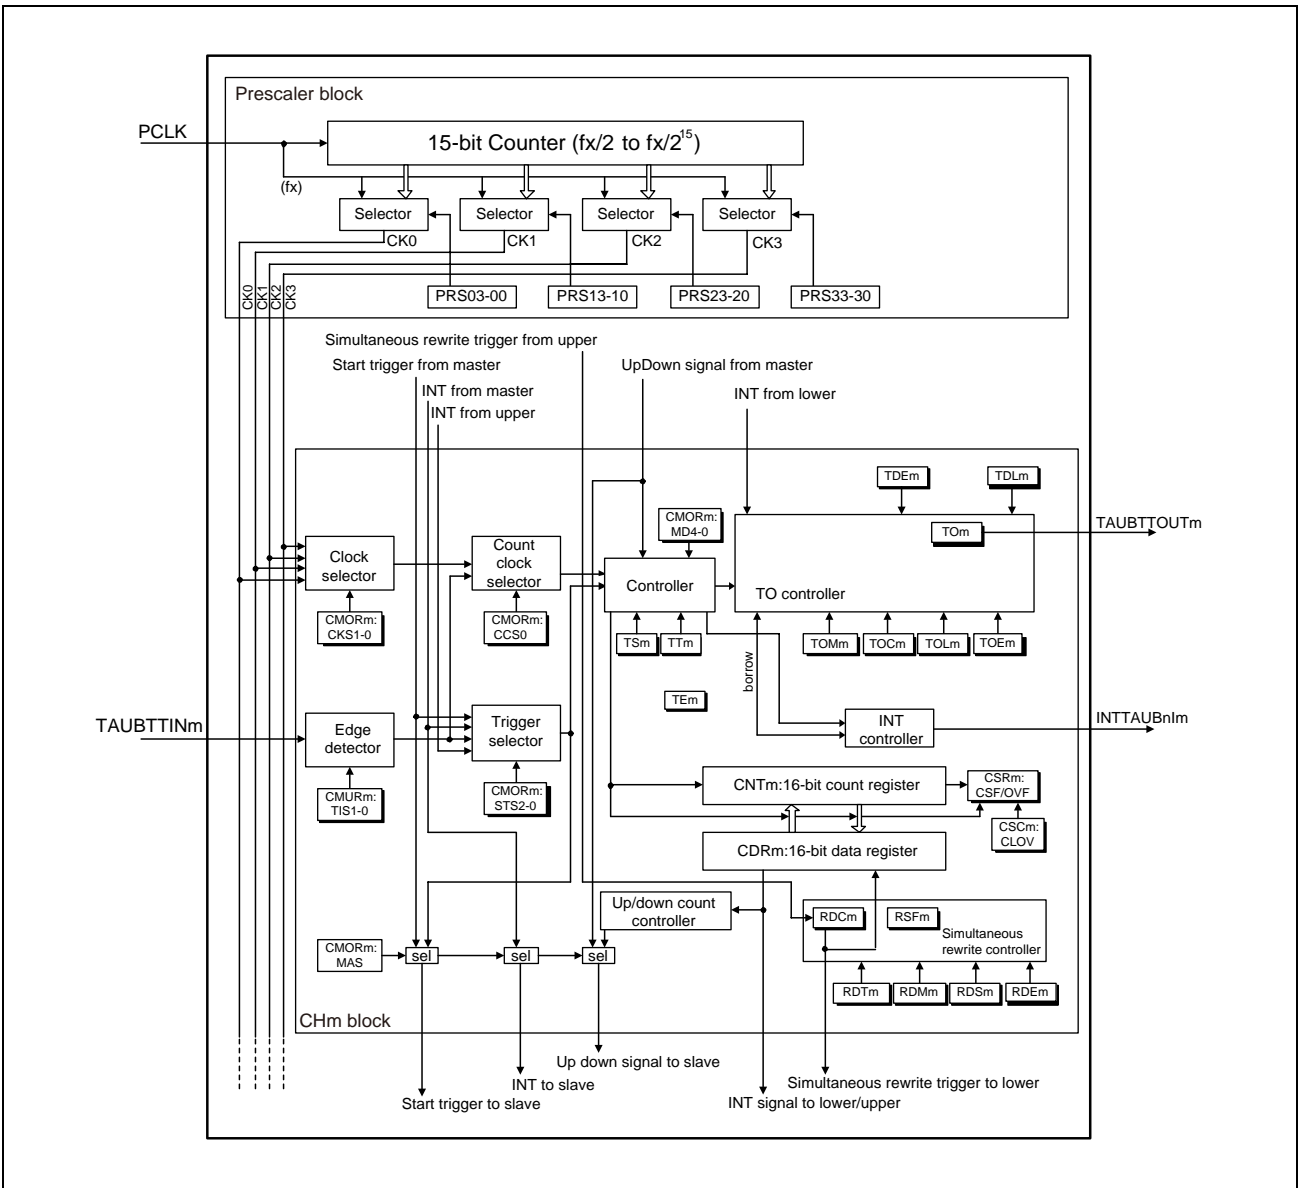 Prescaler block
PCLK
15-bit Counter (fx/2 to fx/2^15)
(fx)
Selector
Selector
Selector
Selector
CK0
CK1
CK2
CK3
CK0
CK1
CK2
CK3
PRS03-00
PRS13-10
PRS23-20
PRS33-30
Simultaneous rewrite trigger from upper
Start trigger from master
UpDown signal from master
INT from master
INT from lower
INT from upper
TDEm
TDLm
CMORm:
MD4-0
TOm
TAUBTTOUTm
Clock
selector
Count
clock
selector
Controller
TO controller
CMORm:
CKS1-0
CMORm:
CCS0
TSm
TTm
TOMm
TOCm
TOLm
TOEm
borrow
TEm
TAUBTTINm
Edge
detector
Trigger
selector
INT
controller
INTTAUBnIm
CMURm:
TIS1-0
CMORm:
STS2-0
CNTm:16-bit count register
CSRm:
CSF/OVF
CSCm:
CLOV
CDRm:16-bit data register
Up/down count
controller
RDCm
RSFm
Simultaneous
rewrite controller
CMORm:
MAS
sel
sel
sel
RDTm
RDMm
RDSm
RDEm
CHm block
Up down signal to slave
INT to slave
Simultaneous rewrite trigger to lower
Start trigger to slave
INT signal to lower/upper